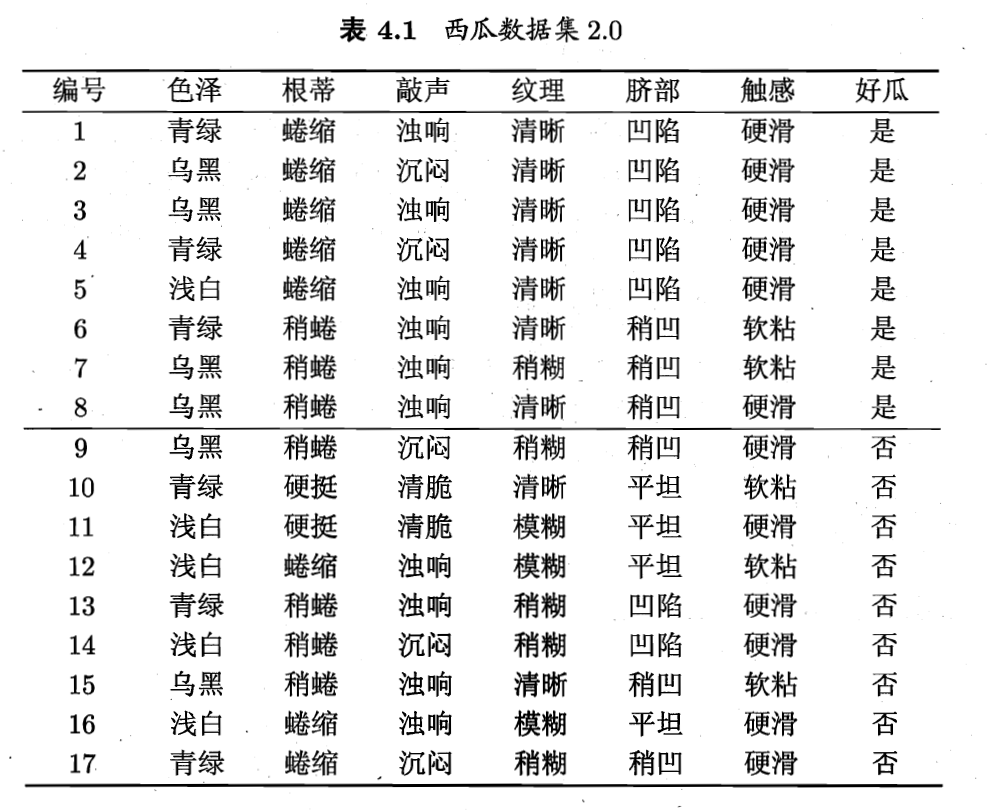 表 4.1 西瓜数据集 2.0
编号 色泽 根蒂 敲声 纹理 脐部 触感 好瓜
1 青绿 蜷缩 浊响 清晰 凹陷 硬滑 是
2 乌黑 蜷缩 沉闷 清晰 凹陷 硬滑 是
3 乌黑 蜷缩 浊响 清晰 凹陷 硬滑 是
4 青绿 蜷缩 沉闷 清晰 凹陷 硬滑 是
5 浅白 蜷缩 浊响 清晰 凹陷 硬滑 是
6 青绿 稍蜷 浊响 清晰 稍凹 软粘 是
7 乌黑 稍蜷 浊响 稍糊 稍凹 软粘 是
8 乌黑 稍蜷 浊响 清晰 稍凹 硬滑 是
9 乌黑 稍蜷 沉闷 稍糊 稍凹 硬滑 否
10 青绿 硬挺 清脆 清晰 平坦 软粘 否
11 浅白 硬挺 清脆 模糊 平坦 硬滑 否
12 浅白 蜷缩 浊响 模糊 平坦 软粘 否
13 青绿 稍蜷 浊响 稍糊 凹陷 硬滑 否
14 浅白 稍蜷 沉闷 稍糊 凹陷 硬滑 否
15 乌黑 稍蜷 浊响 清晰 稍凹 软粘 否
16 浅白 蜷缩 浊响 模糊 平坦 硬滑 否
17 青绿 蜷缩 沉闷 稍糊 稍凹 硬滑 否